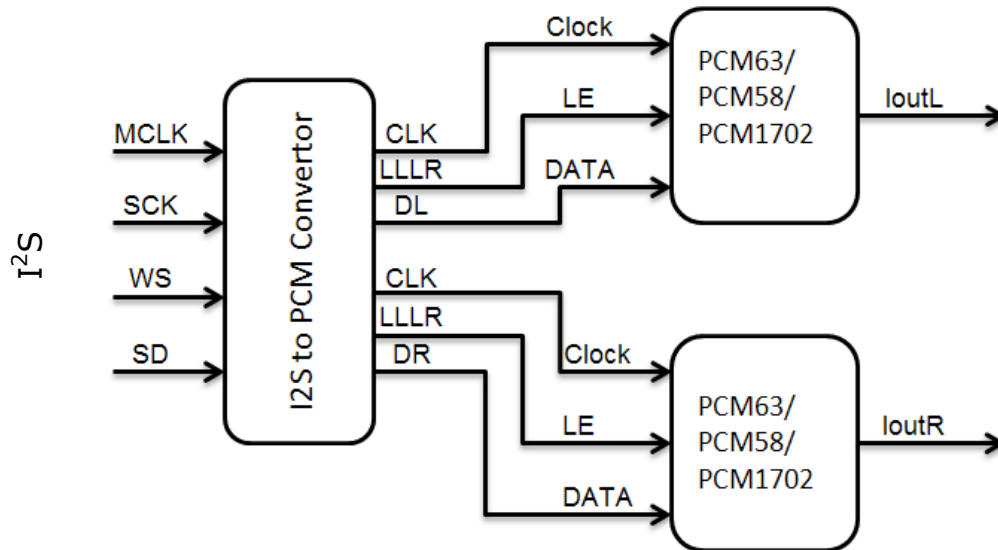 I²S
MCLK
SCK
WS
SD
I2S to PCM Convertor
CLK
LLLR
DL
CLK
LLLR
DR
Clock
LE
DATA
PCM63/
PCM58/
PCM1702
IoutL
Clock
LE
DATA
PCM63/
PCM58/
PCM1702
IoutR